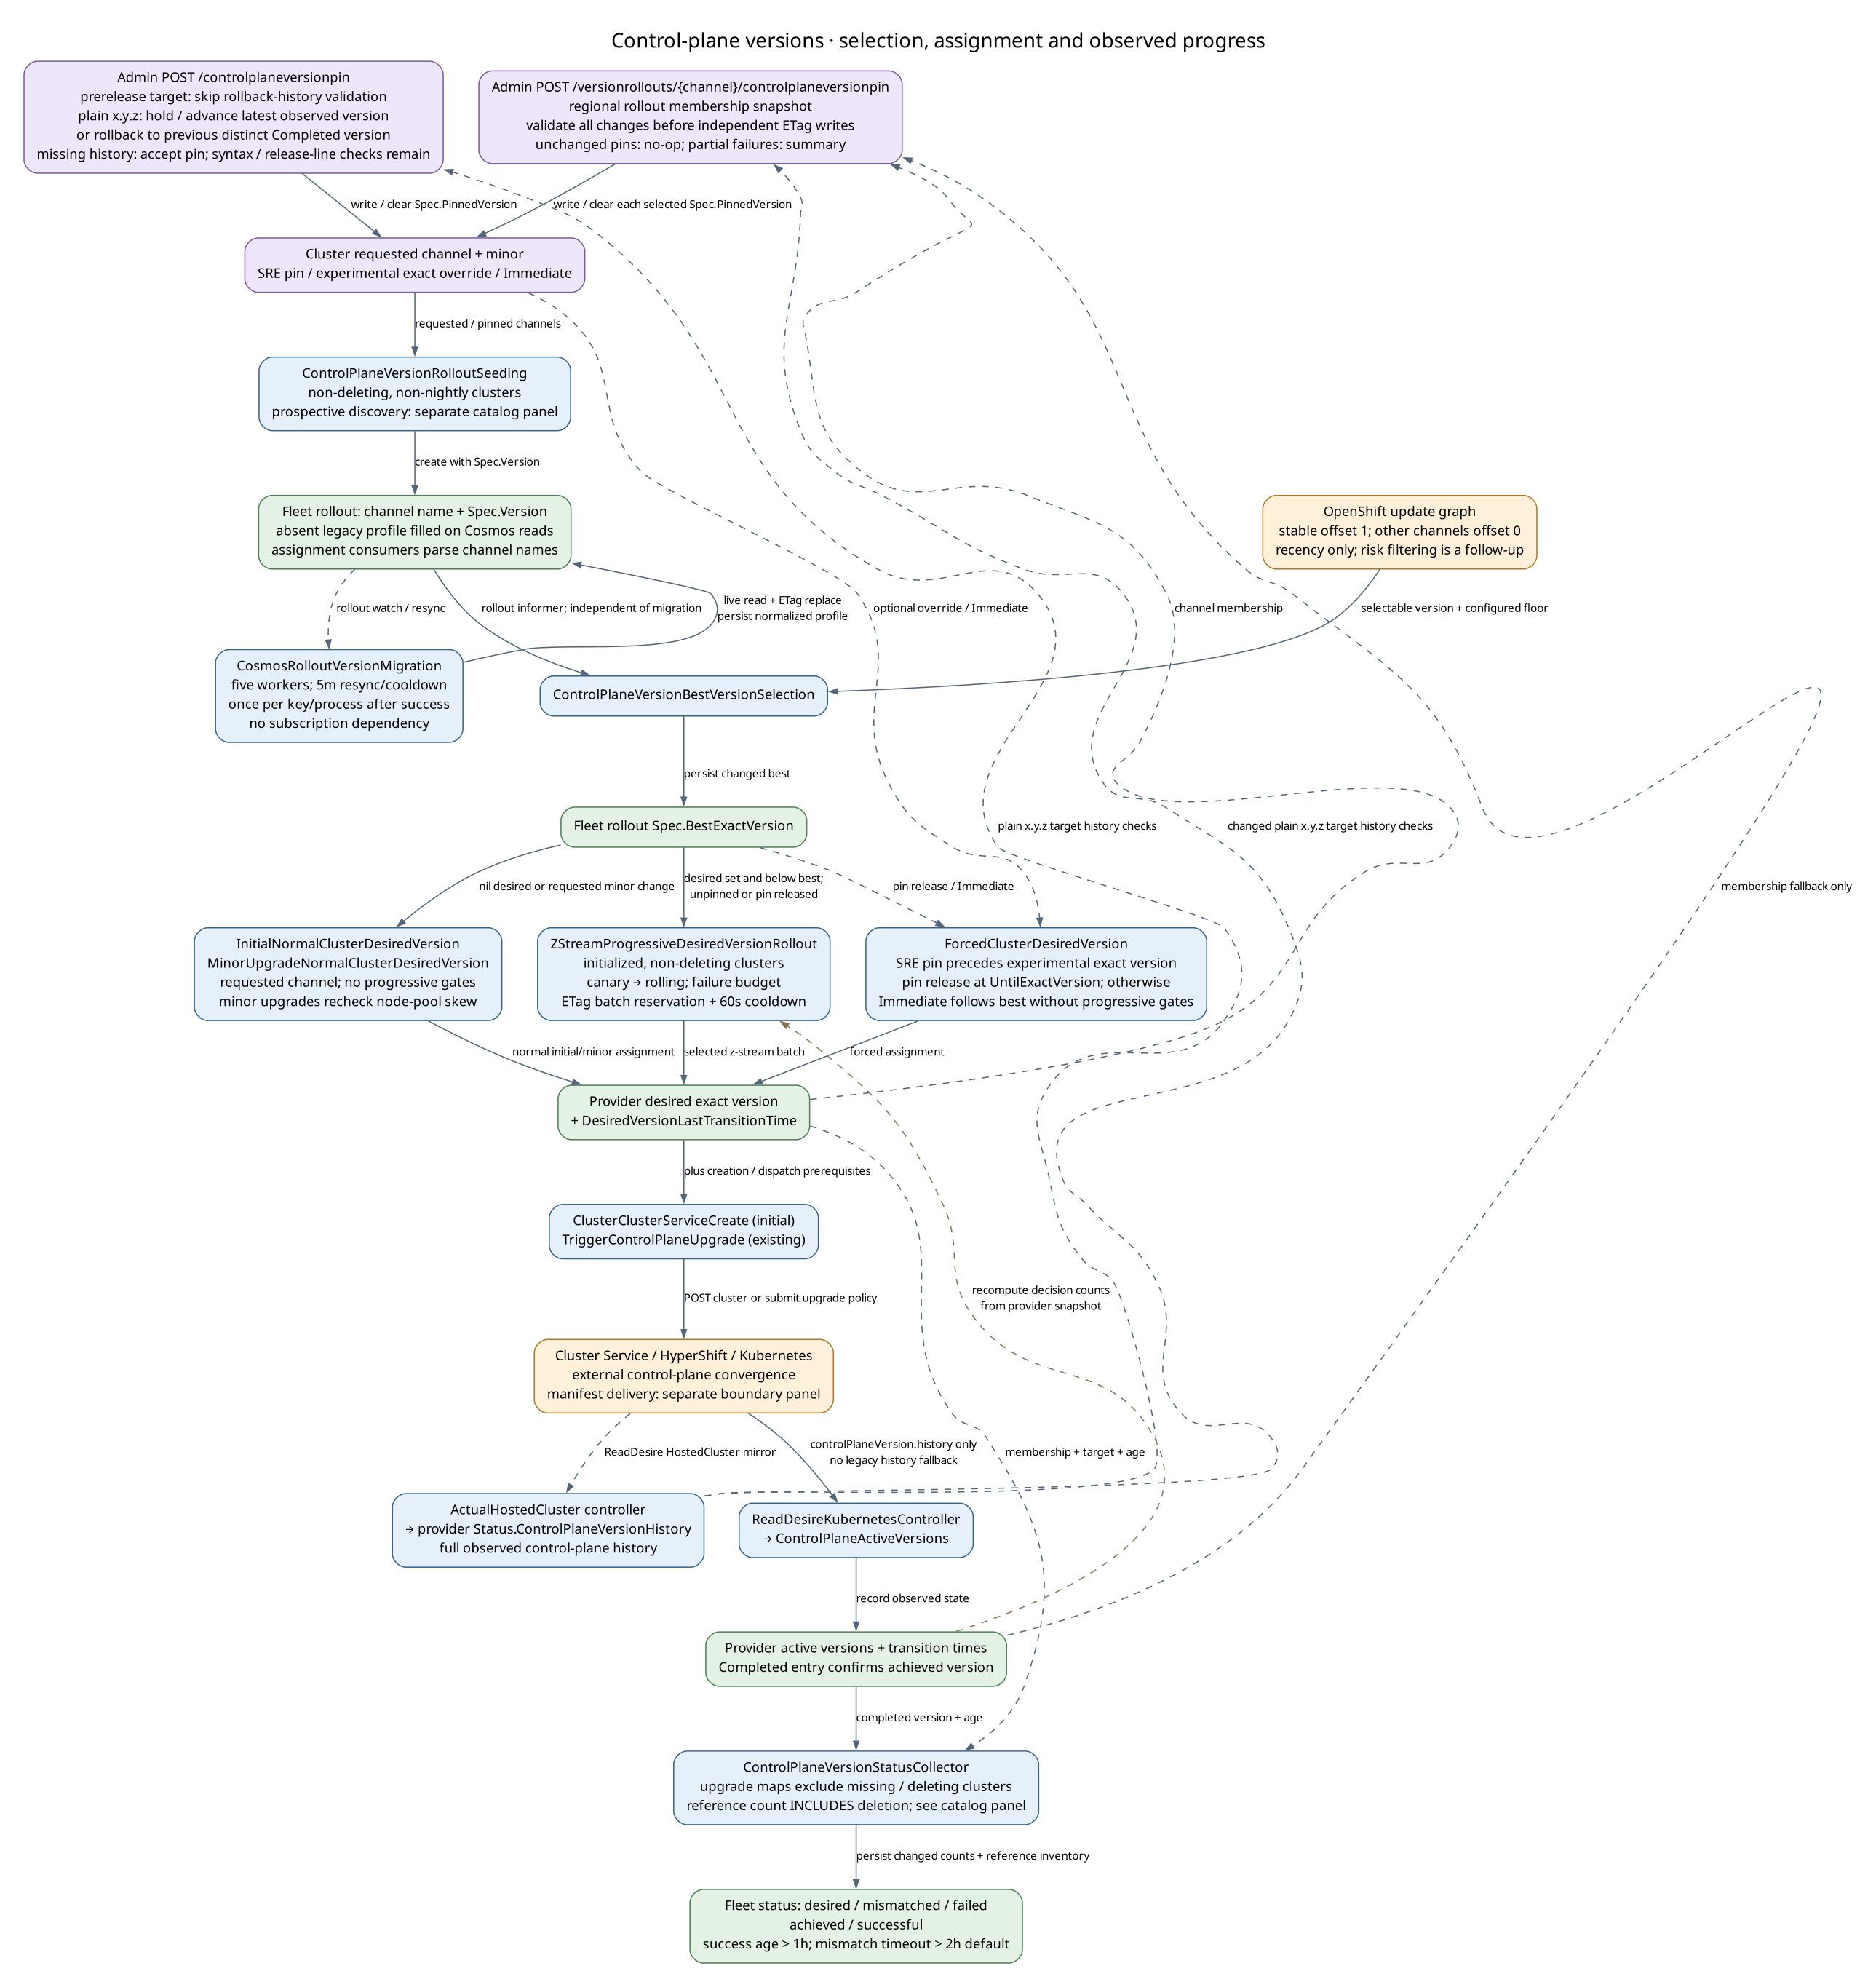 Control-plane versions · selection, assignment and observed progress
Admin POST /controlplaneversionpin
prerelease target: skip rollback-history validation
plain x.y.z: hold / advance latest observed version
or rollback to previous distinct Completed version
missing history: accept pin; syntax / release-line checks remain
Admin POST /versionrollouts/{channel}/controlplaneversionpin
regional rollout membership snapshot
validate all changes before independent ETag writes
unchanged pins: no-op; partial failures: summary
write / clear Spec.PinnedVersion
write / clear each selected Spec.PinnedVersion
Cluster requested channel + minor
SRE pin / experimental exact override / Immediate
requested / pinned channels
ControlPlaneVersionRolloutSeeding
non-deleting, non-nightly clusters
prospective discovery: separate catalog panel
create with Spec.Version
Fleet rollout: channel name + Spec.Version
absent legacy profile filled on Cosmos reads
assignment consumers parse channel names
OpenShift update graph
stable offset 1; other channels offset 0
recency only; risk filtering is a follow-up
rollout watch / resync
rollout informer; independent of migration
live read + ETag replace
persist normalized profile
optional override / Immediate
channel membership
selectable version + configured floor
CosmosRolloutVersionMigration
five workers; 5m resync/cooldown
once per key/process after success
no subscription dependency
ControlPlaneVersionBestVersionSelection
persist changed best
Fleet rollout Spec.BestExactVersion
plain x.y.z target history checks
changed plain x.y.z target history checks
nil desired or requested minor change
desired set and below best;
unpinned or pin released
pin release / Immediate
membership fallback only
InitialNormalClusterDesiredVersion
MinorUpgradeNormalClusterDesiredVersion
requested channel; no progressive gates
minor upgrades recheck node-pool skew
ZStreamProgressiveDesiredVersionRollout
initialized, non-deleting clusters
canary → rolling; failure budget
ETag batch reservation + 60s cooldown
ForcedClusterDesiredVersion
SRE pin precedes experimental exact version
pin release at UntilExactVersion; otherwise
Immediate follows best without progressive gates
normal initial/minor assignment
selected z-stream batch
forced assignment
Provider desired exact version
+ DesiredVersionLastTransitionTime
plus creation / dispatch prerequisites
ClusterClusterServiceCreate (initial)
TriggerControlPlaneUpgrade (existing)
POST cluster or submit upgrade policy
recompute decision counts
from provider snapshot
Cluster Service / HyperShift / Kubernetes
external control-plane convergence
manifest delivery: separate boundary panel
ReadDesire HostedCluster mirror
controlPlaneVersion.history only
no legacy history fallback
membership + target + age
ActualHostedCluster controller
→ provider Status.ControlPlaneVersionHistory
full observed control-plane history
ReadDesireKubernetesController
→ ControlPlaneActiveVersions
record observed state
Provider active versions + transition times
Completed entry confirms achieved version
completed version + age
ControlPlaneVersionStatusCollector
upgrade maps exclude missing / deleting clusters
reference count INCLUDES deletion; see catalog panel
persist changed counts + reference inventory
Fleet status: desired / mismatched / failed
achieved / successful
success age > 1h; mismatch timeout > 2h default